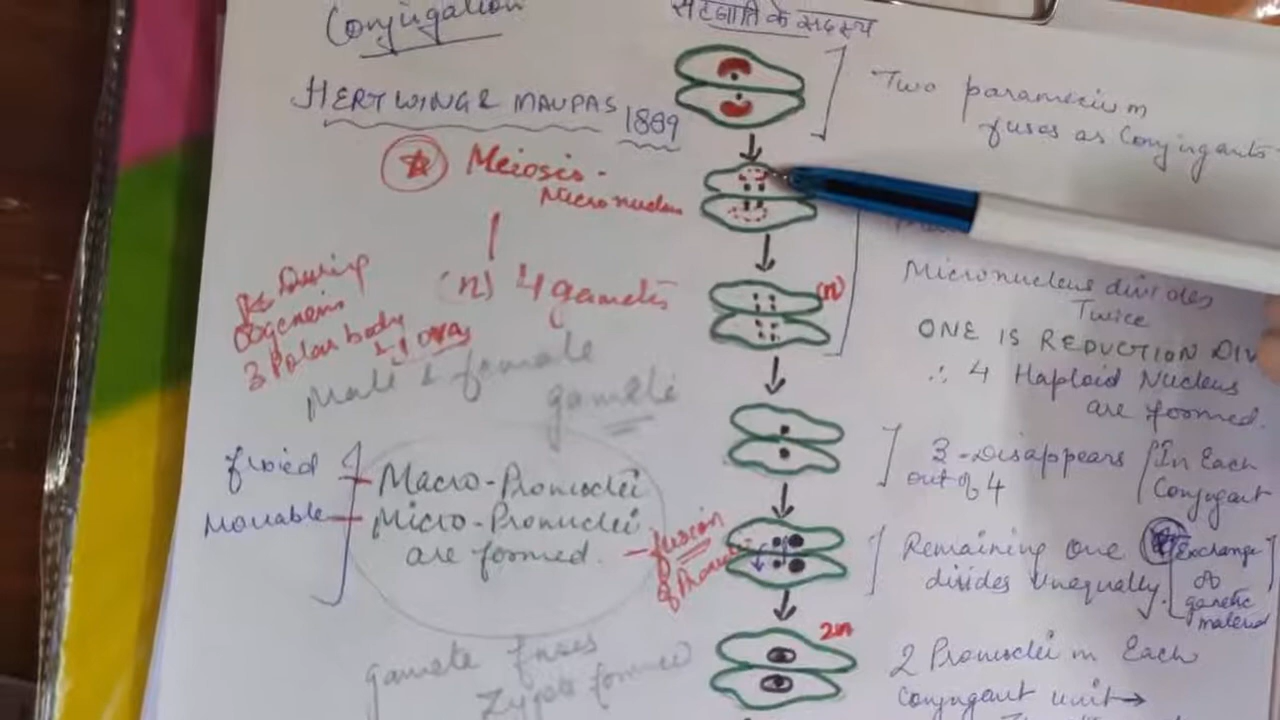 Conjugation
सहजाति के सदस्य
HERTWING & MAUPAS 1889
Two paramecium
fuses as Conjugants
Meiosis.
Micronucleus
(n) 4 gametes
(n)
Micronucleus divides
Twice
ONE IS REDUCTION DIV
∴ 4 Haploid Nucleus
are formed.
During
3 Polar body
& 1 ova
Male & female
gamete
3 - Disappears
out of 4
In Each
Conjugant
Macro-Pronuclei
Movable
Micro-Pronuclei
are formed.
fusion
Remaining one
divides Unequally.
Exchange
of
genetic
material
2n
Gamete fuses
Zygote formed
2 Pronuclei in Each
Conjugant unit →